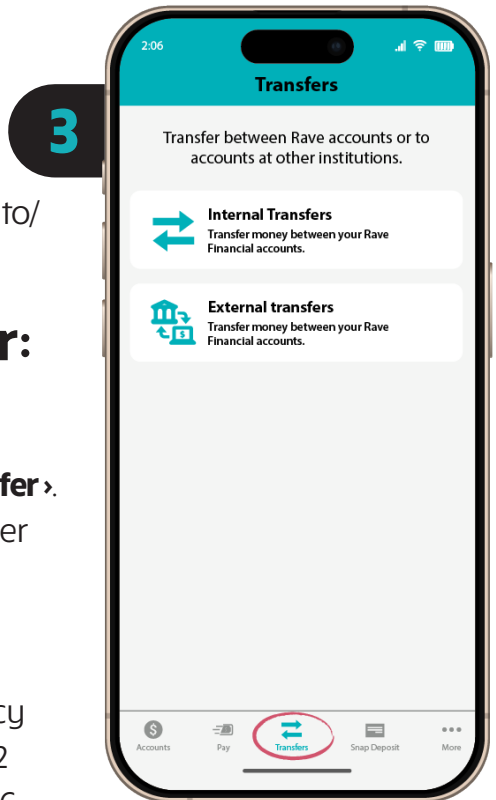 3
to/
r:
fer ›.
er
cy
2
2:06
Transfers
Transfer between Rave accounts or to
accounts at other institutions.
Internal Transfers
Transfer money between your Rave
Financial accounts.
External transfers
Transfer money between your Rave
Financial accounts.
$
$
Accounts
Pay
Transfers
Snap Deposit
More